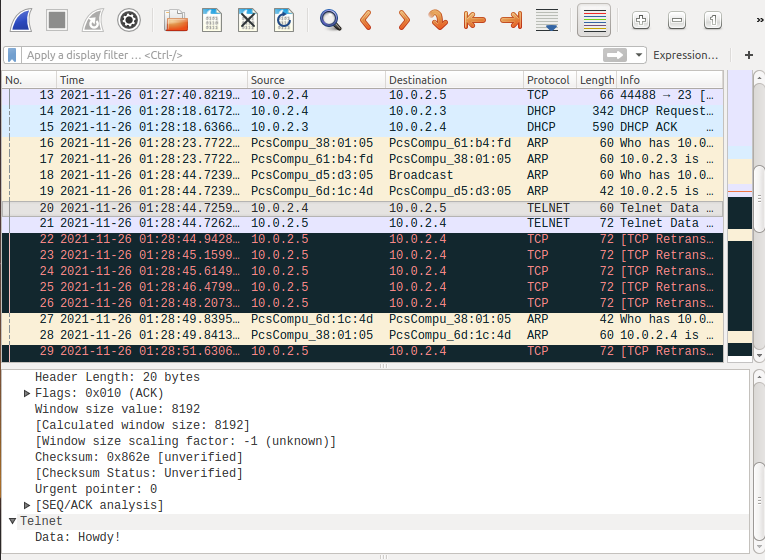 Apply a display filter ... <Ctrl-/> Expression... +
No. Time Source Destination Protocol Length Info
13 2021-11-26 01:27:40.8219... 10.0.2.4 10.0.2.5 TCP 66 44488 → 23 [...
14 2021-11-26 01:28:18.6172... 10.0.2.4 10.0.2.3 DHCP 342 DHCP Request...
15 2021-11-26 01:28:18.6366... 10.0.2.3 10.0.2.4 DHCP 590 DHCP ACK ...
16 2021-11-26 01:28:23.7722... PcsCompu_38:01:05 PcsCompu_61:b4:fd ARP 60 Who has 10.0...
17 2021-11-26 01:28:23.7722... PcsCompu_61:b4:fd PcsCompu_38:01:05 ARP 60 10.0.2.3 is ...
18 2021-11-26 01:28:44.7239... PcsCompu_d5:d3:05 Broadcast ARP 60 Who has 10.0...
19 2021-11-26 01:28:44.7239... PcsCompu_6d:1c:4d PcsCompu_d5:d3:05 ARP 42 10.0.2.5 is ...
20 2021-11-26 01:28:44.7259... 10.0.2.4 10.0.2.5 TELNET 60 Telnet Data ...
21 2021-11-26 01:28:44.7262... 10.0.2.5 10.0.2.4 TELNET 72 Telnet Data ...
22 2021-11-26 01:28:44.9428... 10.0.2.5 10.0.2.4 TCP 72 [TCP Retrans...
23 2021-11-26 01:28:45.1599... 10.0.2.5 10.0.2.4 TCP 72 [TCP Retrans...
24 2021-11-26 01:28:45.6149... 10.0.2.5 10.0.2.4 TCP 72 [TCP Retrans...
25 2021-11-26 01:28:46.4799... 10.0.2.5 10.0.2.4 TCP 72 [TCP Retrans...
26 2021-11-26 01:28:48.2073... 10.0.2.5 10.0.2.4 TCP 72 [TCP Retrans...
27 2021-11-26 01:28:49.8395... PcsCompu_6d:1c:4d PcsCompu_38:01:05 ARP 42 Who has 10.0...
28 2021-11-26 01:28:49.8413... PcsCompu_38:01:05 PcsCompu_6d:1c:4d ARP 60 10.0.2.4 is ...
29 2021-11-26 01:28:51.6306... 10.0.2.5 10.0.2.4 TCP 72 [TCP Retrans...
Header Length: 20 bytes
Flags: 0x010 (ACK)
Window size value: 8192
[Calculated window size: 8192]
[Window size scaling factor: -1 (unknown)]
Checksum: 0x862e [unverified]
[Checksum Status: Unverified]
Urgent pointer: 0
[SEQ/ACK analysis]
Telnet
Data: Howdy!